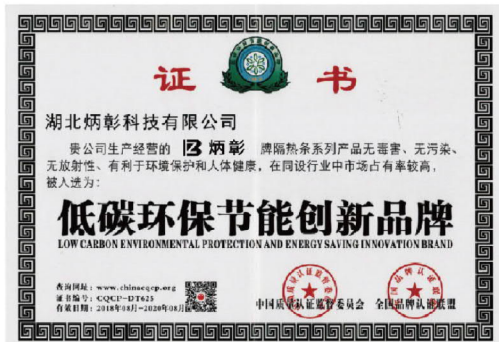 证 书
湖北炳彰科技有限公司
贵公司生产经营的 炳彰 牌隔热条系列产品无毒害、无污染、
无放射性、有利于环境保护和人体健康，在同设行业中市场占有率较高，
被入选为：
低碳环保节能创新品牌
LOW CARBON ENVIRONMENTAL PROTECTION AND ENERGY SAVING INNOVATION BRAND
查询网址：www.chinacqcp.org
证书编号：CQCP-DT625
有效日期：2018年08月-2020年08月
中国质量认证监督委员会 全国品牌认证联盟